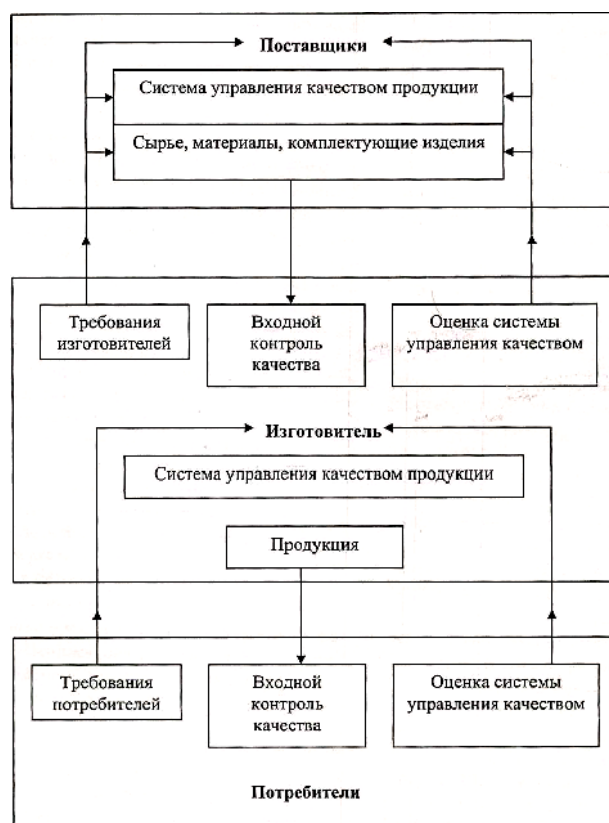 Поставщики
Система управления качеством продукции
Сырье, материалы, комплектующие изделия
Требования
изготовителей
Входной
контроль
качества
Оценка системы
управления качеством
Изготовитель
Система управления качеством продукции
Продукция
Требования
потребителей
Входной
контроль
качества
Оценка системы
управления качеством
Потребители